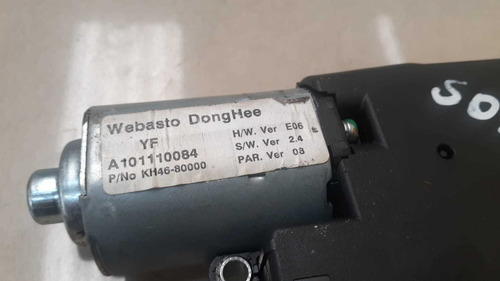 Webasto DongHee
YF H/W. Ver E06
A101110084 S/W. Ver 2.4
P/No KH46-80000 PAR. Ver 08